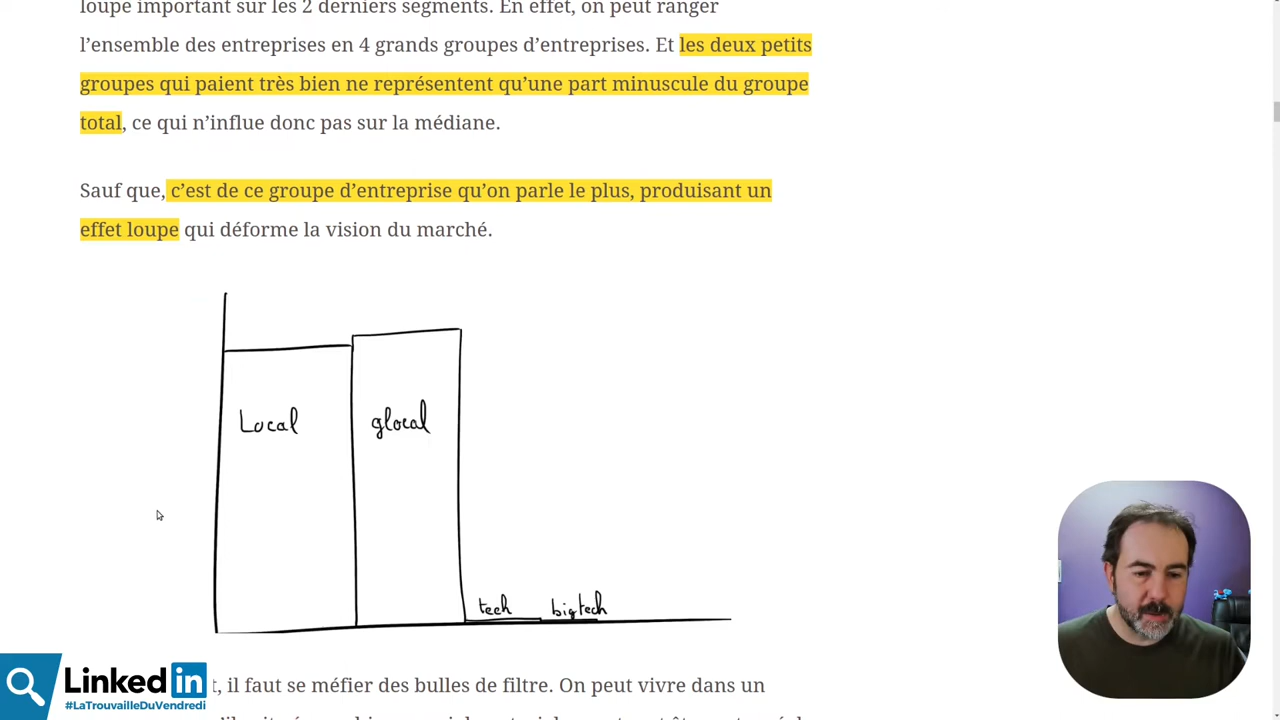 loupe important sur les 2 derniers segments. En effet, on peut ranger
l’ensemble des entreprises en 4 grands groupes d’entreprises. Et les deux petits
groupes qui paient très bien ne représentent qu’une part minuscule du groupe
total, ce qui n’influe donc pas sur la médiane.
Sauf que, c’est de ce groupe d’entreprise qu’on parle le plus, produisant un
effet loupe qui déforme la vision du marché.
Local
glocal
tech
bigtech
LinkedIn
#LaTrouvailleDuVendredi
t, il faut se méfier des bulles de filtre. On peut vivre dans un